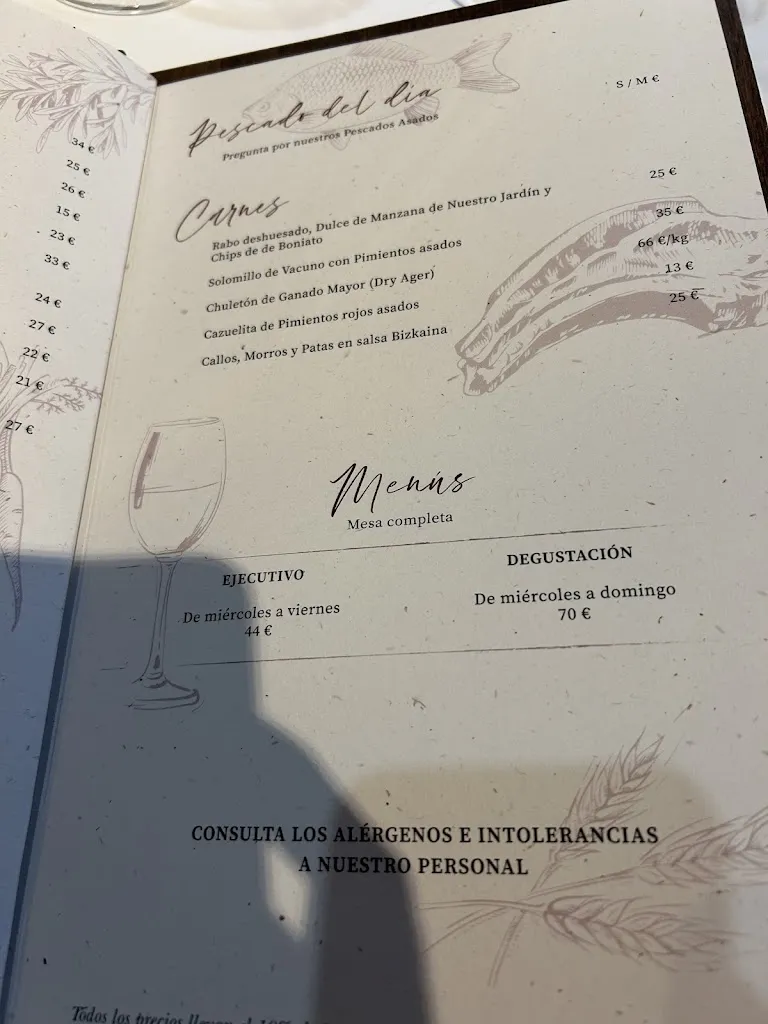 34 €
25 €
26 €
15 €
23 €
33 €
24 €
27 €
22 €
21 €
27 €
Pescado del dia
S / M €
Pregunta por nuestros Pescados Asados
Carnes
Rabo deshuesado, Dulce de Manzana de Nuestro Jardín y
Chips de de Boniato
25 €
Solomillo de Vacuno con Pimientos asados
35 €
Chuletón de Ganado Mayor (Dry Ager)
66 €/kg
Cazuelita de Pimientos rojos asados
13 €
Callos, Morros y Patas en salsa Bizkaina
25 €
Menús
Mesa completa
EJECUTIVO
De miércoles a viernes
44 €
DEGUSTACIÓN
De miércoles a domingo
70 €
CONSULTA LOS ALÉRGENOS E INTOLERANCIAS
A NUESTRO PERSONAL
Todos los precios llevan el 10%